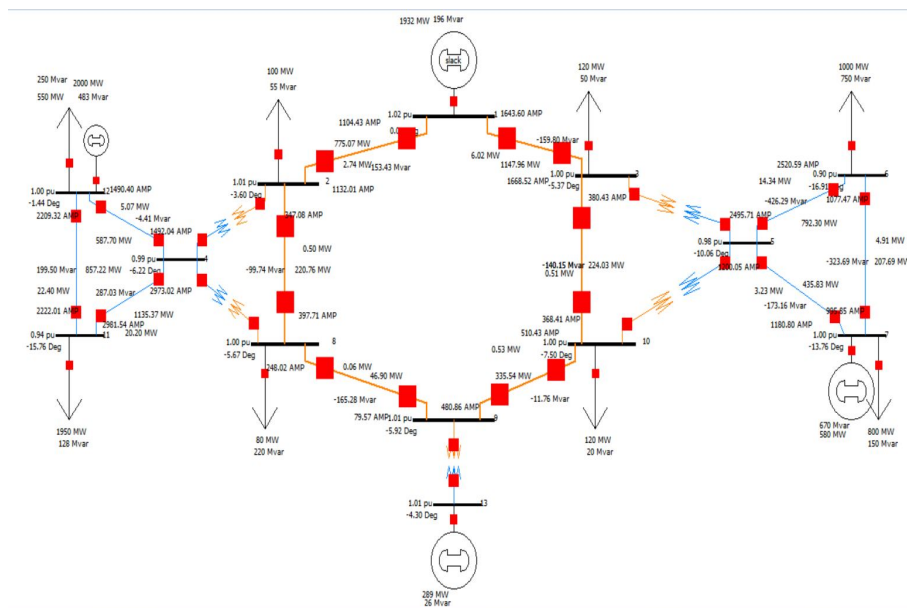 1932 MW 196 Mvar
slack
1.02 pu
1
1643.60 AMP
1104.43 AMP
775.07 MW
2.74 MW
-153.43 Mvar
1132.01 AMP
-159.80 Mvar
6.02 MW
1147.96 MW
1668.52 AMP
100 MW
55 Mvar
1.01 pu
2
-3.60 Deg
120 MW
50 Mvar
1.00 pu
3
-5.37 Deg
380.43 AMP
250 Mvar
550 MW
2000 MW
483 Mvar
1.00 pu
12
-1.44 Deg
2209.32 AMP
1490.40 AMP
5.07 MW
-4.41 Mvar
587.70 MW
1492.04 AMP
0.99 pu
4
-6.22 Deg
199.50 Mvar
857.22 MW
22.40 MW
287.03 Mvar
2973.02 AMP
1135.37 MW
2222.01 AMP
2981.54 AMP
20.20 MW
0.94 pu
11
-15.76 Deg
1950 MW
128 Mvar
0.50 MW
-99.74 Mvar
220.76 MW
397.71 AMP
1.00 pu
8
-5.67 Deg
248.02 AMP
0.06 MW
46.90 MW
-165.28 Mvar
80 MW
220 Mvar
79.57 AMP
480.86 AMP
1.01 pu
9
-5.92 Deg
0.53 MW
335.54 MW
-11.76 Mvar
-140.15 Mvar
224.03 MW
0.51 MW
368.41 AMP
510.43 AMP
1.00 pu
10
-7.50 Deg
120 MW
20 Mvar
1000 MW
750 Mvar
2520.59 AMP
0.90 pu
6
14.34 MW
1077.47 AMP
-426.29 Mvar
2495.71 AMP
792.30 MW
0.98 pu
5
-10.06 Deg
1200.05 AMP
4.91 MW
-323.69 Mvar
207.69 MW
3.23 MW
435.83 MW
-173.16 Mvar
1180.80 AMP
1.00 pu
7
-13.76 Deg
670 Mvar
580 MW
800 MW
150 Mvar
1.01 pu
13
-4.30 Deg
289 MW
26 Mvar